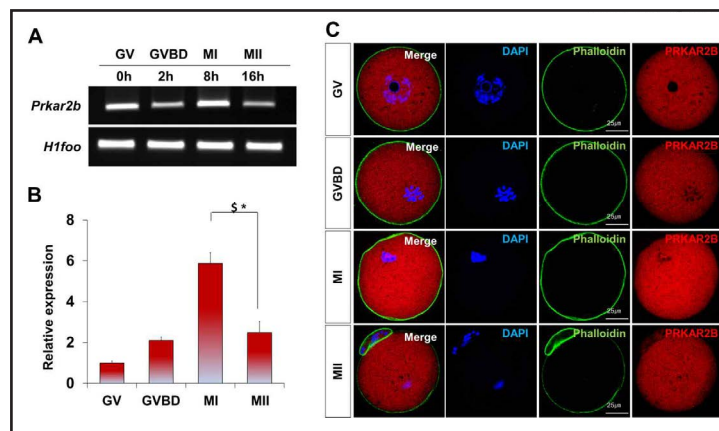 A
GV GVBD MI MII
0h 2h 8h 16h
Prkar2b
H1foo
B
Relative expression
8
6
4
2
0
$ *
GV GVBD MI MII
C
GV
Merge DAPI Phalloidin PRKAR2B
25μm
GVBD
Merge DAPI Phalloidin PRKAR2B
25μm
MI
Merge DAPI Phalloidin PRKAR2B
25μm
MII
Merge DAPI Phalloidin PRKAR2B
25μm